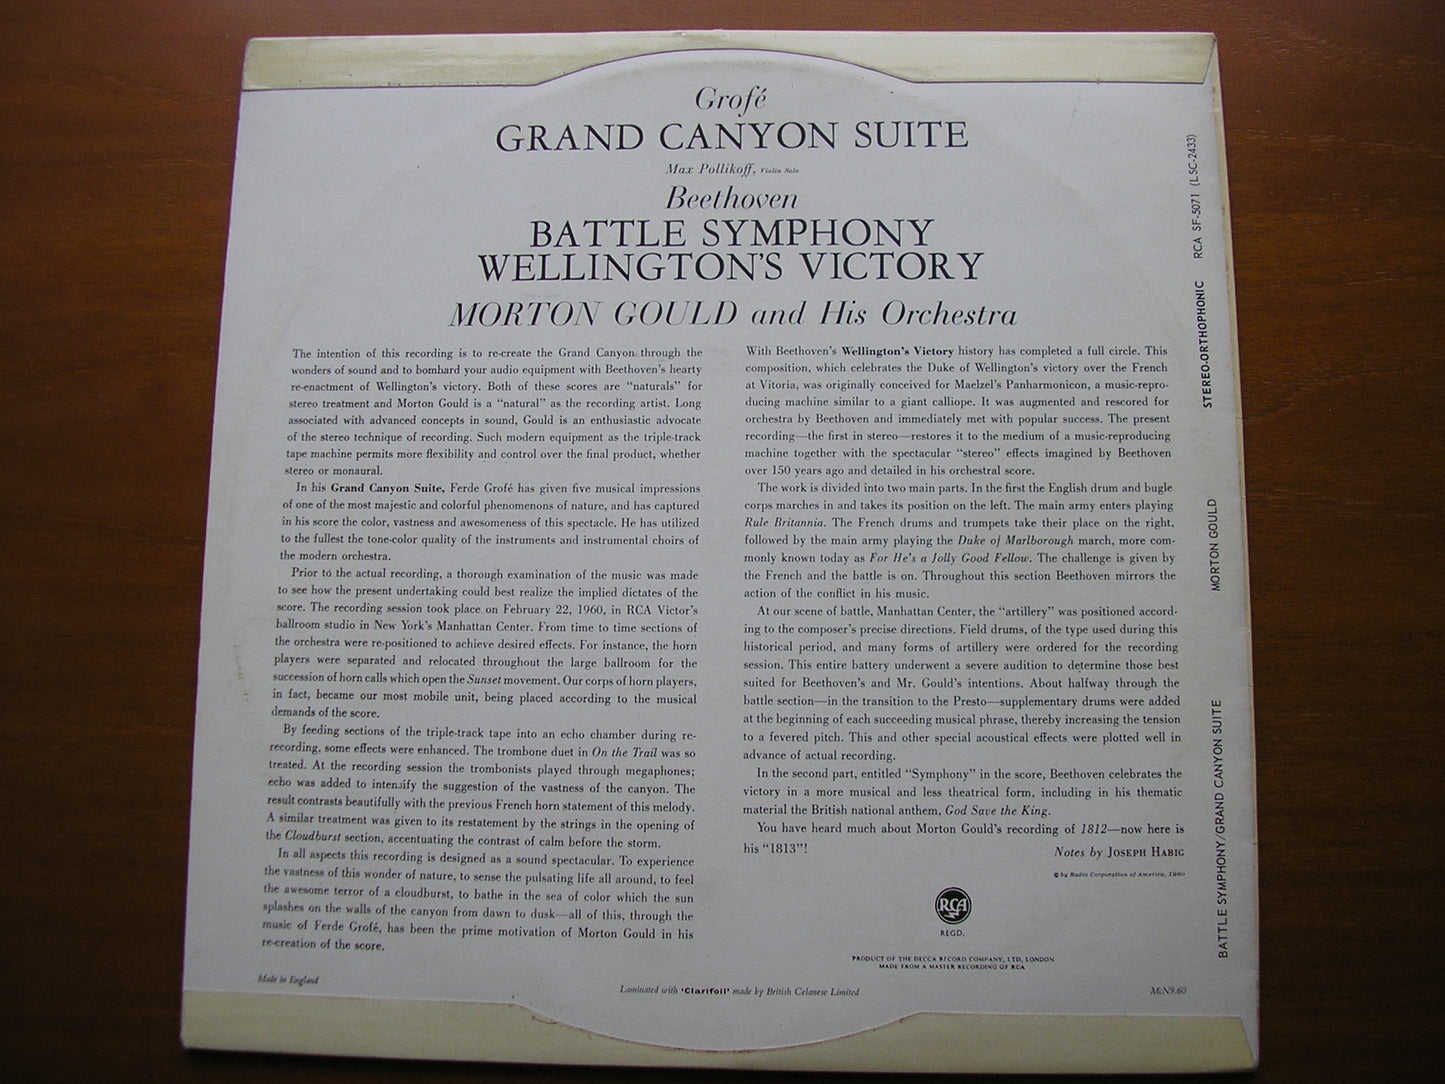 Grofé
GRAND CANYON SUITE
Max Pollikoff, Violin Solo
Beethoven
BATTLE SYMPHONY
WELLINGTON'S VICTORY
MORTON GOULD and His Orchestra
The intention of this recording is to re-create the Grand Canyon through the
wonders of sound and to bombard your audio equipment with Beethoven's hearty
re-enactment of Wellington's victory. Both of these scores are "naturals" for
stereo treatment and Morton Gould is a "natural" as the recording artist. Long
associated with advanced concepts in sound, Gould is an enthusiastic advocate
of the stereo technique of recording. Such modern equipment as the triple-track
tape machine permits more flexibility and control over the final product, whether
stereo or monaural.
In his Grand Canyon Suite, Ferde Grofé has given five musical impressions
of one of the most majestic and colorful phenomenons of nature, and has captured
in his score the color, vastness and awesomeness of this spectacle. He has utilized
to the fullest the tone-color quality of the instruments and instrumental choirs of
the modern orchestra.
Prior to the actual recording, a thorough examination of the music was made
to see how the present undertaking could best realize the implied dictates of the
score. The recording session took place on February 22, 1960, in RCA Victor's
ballroom studio in New York's Manhattan Center. From time to time sections of
the orchestra were re-positioned to achieve desired effects. For instance, the horn
players were separated and relocated throughout the large ballroom for the
succession of horn calls which open the Sunset movement. Our corps of horn players,
in fact, became our most mobile unit, being placed according to the musical
demands of the score.
By feeding sections of the triple-track tape into an echo chamber during re-
recording, some effects were enhanced. The trombone duet in On the Trail was so
treated. At the recording session the trombonists played through megaphones;
echo was added to intensify the suggestion of the vastness of the canyon. The
result contrasts beautifully with the previous French horn statement of this melody.
A similar treatment was given to its restatement by the strings in the opening of
the Cloudburst section, accentuating the contrast of calm before the storm.
In all aspects this recording is designed as a sound spectacular. To experience
the vastness of this wonder of nature, to sense the pulsating life all around, to feel
the awesome terror of a cloudburst, to bathe in the sea of color which the sun
splashes on the walls of the canyon from dawn to dusk—all of this, through the
music of Ferde Grofé, has been the prime motivation of Morton Gould in his
re-creation of the score.
With Beethoven's Wellington's Victory history has completed a full circle. This
composition, which celebrates the Duke of Wellington's victory over the French
at Vitoria, was originally conceived for Maelzel's Panharmonicon, a music-repro-
ducing machine similar to a giant calliope. It was augmented and rescored for
orchestra by Beethoven and immediately met with popular success. The present
recording—the first in stereo—restores it to the medium of a music-reproducing
machine together with the spectacular "stereo" effects imagined by Beethoven
over 150 years ago and detailed in his orchestral score.
The work is divided into two main parts. In the first the English drum and bugle
corps marches in and takes its position on the left. The main army enters playing
Rule Britannia. The French drums and trumpets take their place on the right,
followed by the main army playing the Duke of Marlborough march, more com-
monly known today as For He's a Jolly Good Fellow. The challenge is given by
the French and the battle is on. Throughout this section Beethoven mirrors the
action of the conflict in his music.
At our scene of battle, Manhattan Center, the "artillery" was positioned accord-
ing to the composer's precise directions. Field drums, of the type used during this
historical period, and many forms of artillery were ordered for the recording
session. This entire battery underwent a severe audition to determine those best
suited for Beethoven's and Mr. Gould's intentions. About halfway through the
battle section—in the transition to the Presto—supplementary drums were added
at the beginning of each succeeding musical phrase, thereby increasing the tension
to a fevered pitch. This and other special acoustical effects were plotted well in
advance of actual recording.
In the second part, entitled "Symphony" in the score, Beethoven celebrates the
victory in a more musical and less theatrical form, including in his thematic
material the British national anthem, God Save the King.
You have heard much about Morton Gould's recording of 1812—now here is
his "1813"!
Notes by JOSEPH HABIG
© by Radio Corporation of America, 1960
RCA
REGD.
PRODUCT OF THE DECCA RECORD COMPANY, LTD, LONDON
MADE FROM A MASTER RECORDING OF RCA
Made in England
Laminated with 'Clarifoil' made by British Celanese Limited
McN9.60
BATTLE SYMPHONY/GRAND CANYON SUITE MORTON GOULD STEREO-ORTHOPHONIC RCA SF-5071 (LSC-2433)